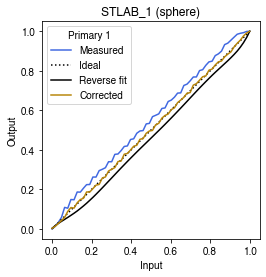 STLAB_1 (sphere)
Primary 1
Measured
Ideal
Reverse fit
Corrected
1.0
0.8
0.6
0.4
0.2
0.0
Output
0.0 0.2 0.4 0.6 0.8 1.0
Input